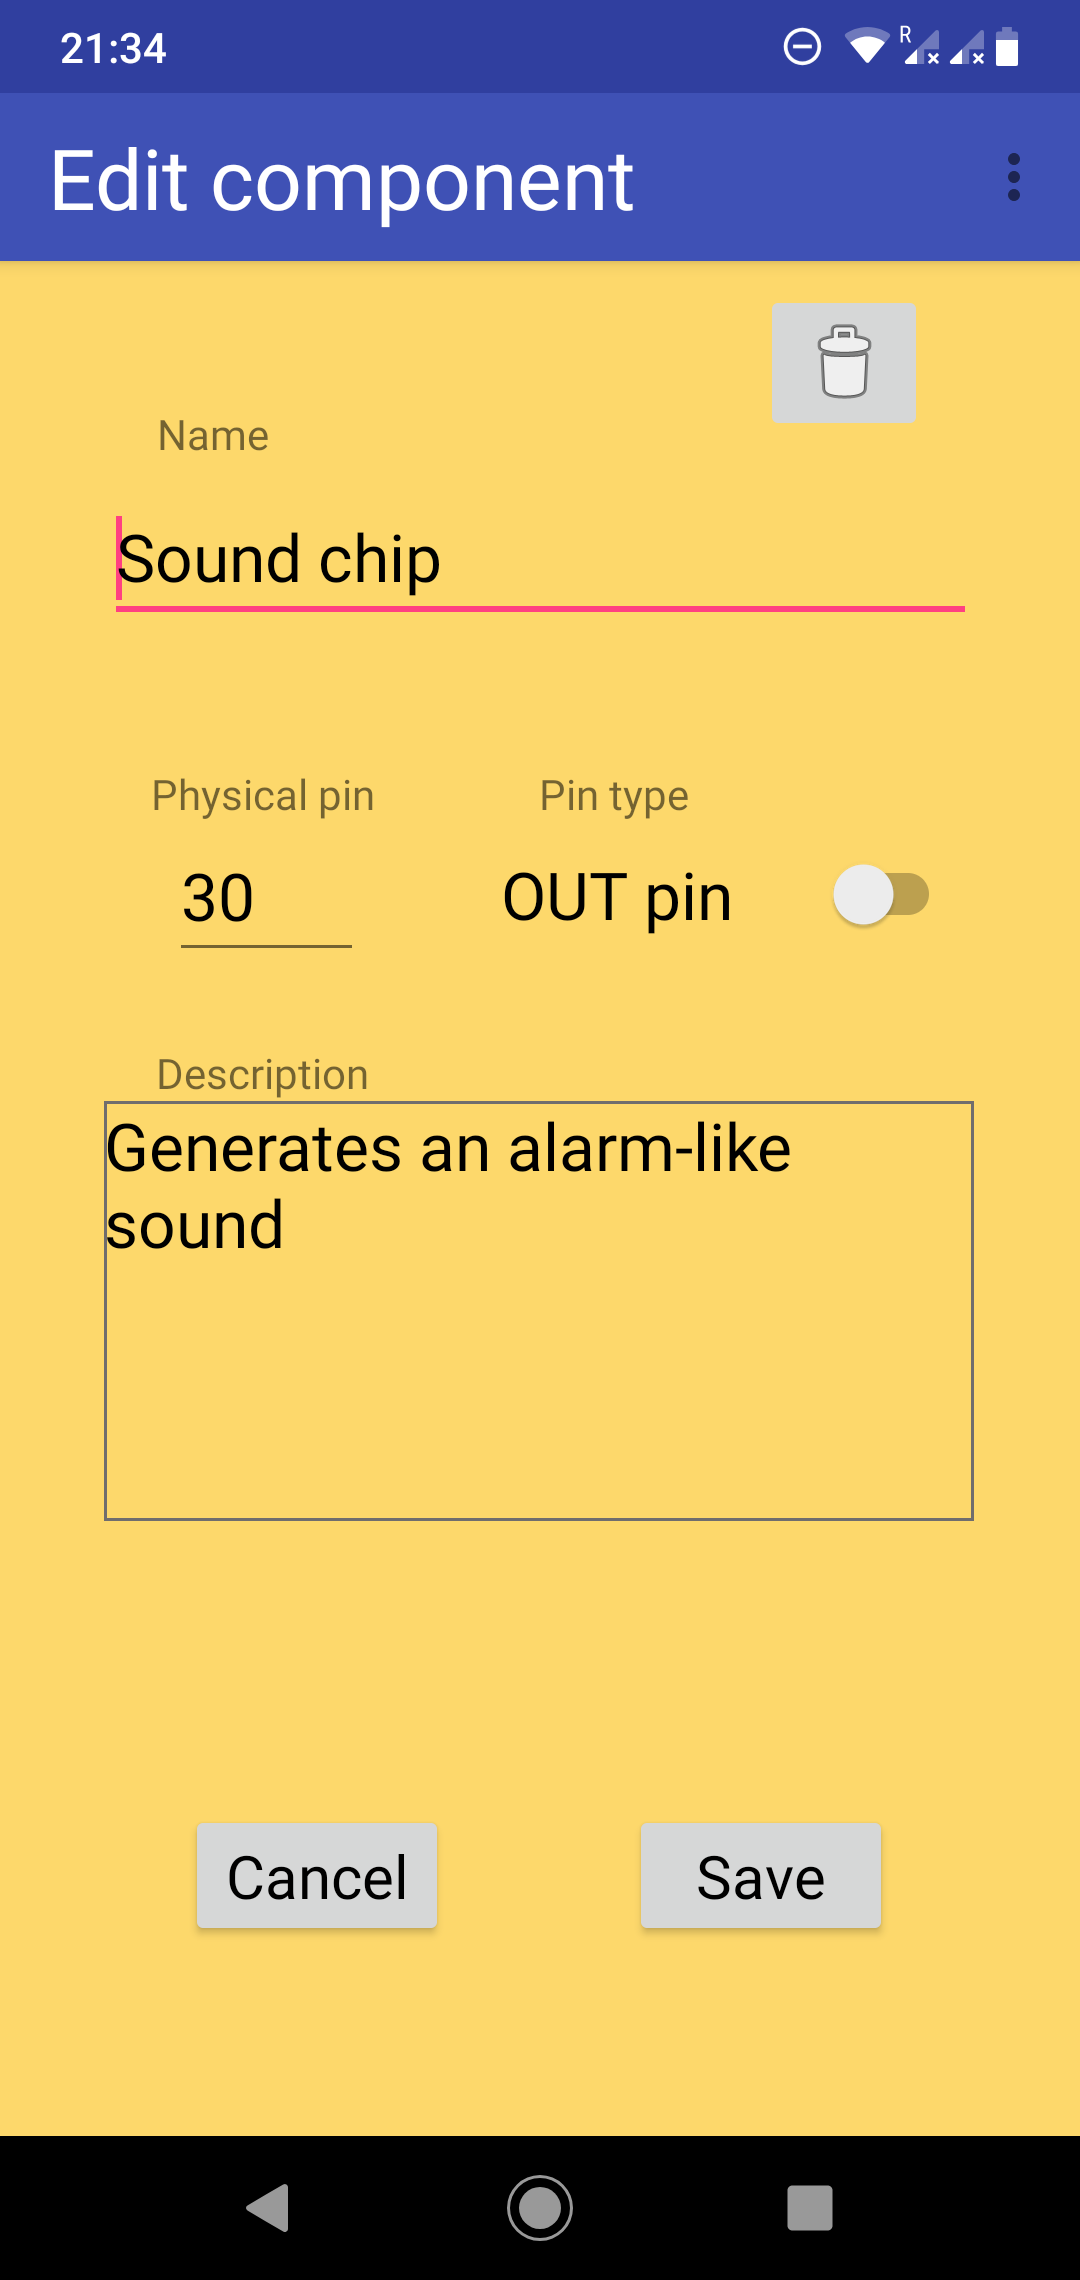 21:34
R
Edit component
Name
Sound chip
Physical pin
Pin type
30
OUT pin
Description
Generates an alarm-like
sound
Cancel
Save